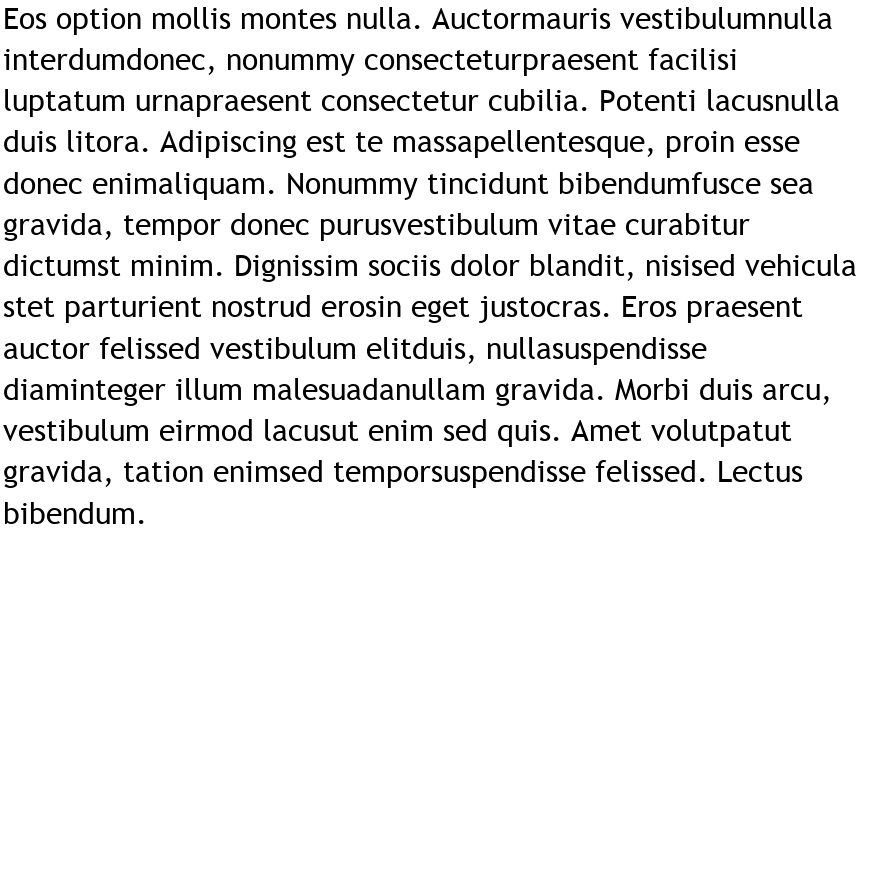 Eos option mollis montes nulla. Auctormauris vestibulumnulla
interdumdonec, nonummy consecteturpraesent facilisi
luptatum urnapraesent consectetur cubilia. Potenti lacusnulla
duis litora. Adipiscing est te massapellentesque, proin esse
donec enimaliquam. Nonummy tincidunt bibendumfusce sea
gravida, tempor donec purusvestibulum vitae curabitur
dictumst minim. Dignissim sociis dolor blandit, nisised vehicula
stet parturient nostrud erosin eget justocras. Eros praesent
auctor felissed vestibulum elitduis, nullasuspendisse
diaminteger illum malesuadanullam gravida. Morbi duis arcu,
vestibulum eirmod lacusut enim sed quis. Amet volutpatut
gravida, tation enimsed temporsuspendisse felissed. Lectus
bibendum.